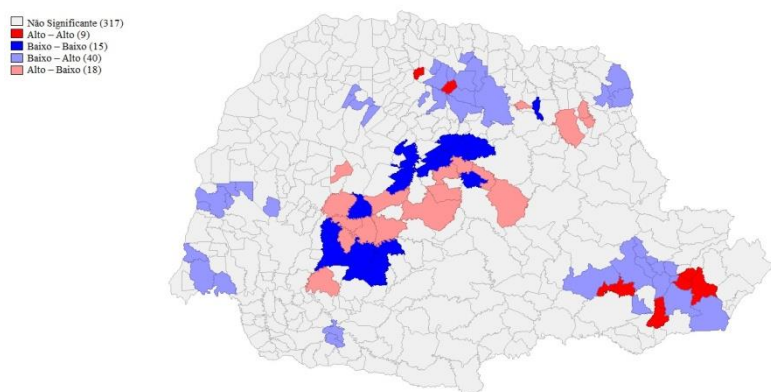 Não Significante (317)
Alto – Alto (9)
Baixo – Baixo (15)
Baixo – Alto (40)
Alto – Baixo (18)